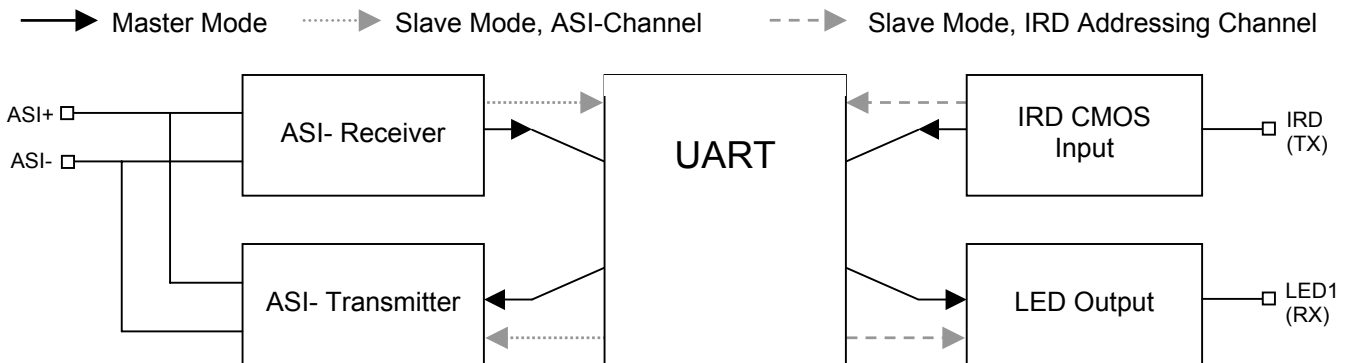 Master Mode
Slave Mode, ASI-Channel
Slave Mode, IRD Addressing Channel
ASI+
ASI-
ASI- Receiver
UART
IRD CMOS
Input
IRD
(TX)
ASI- Transmitter
LED Output
LED1
(RX)